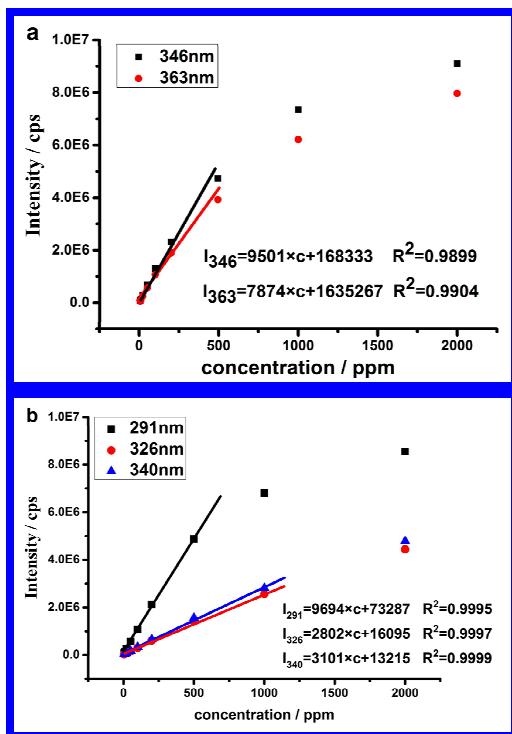 a
1.0E7
8.0E6
6.0E6
4.0E6
2.0E6
0.0
Intensity / cps
346nm
363nm
I346=9501×c+168333 R2=0.9899
I363=7874×c+1635267 R2=0.9904
0 500 1000 1500 2000
concentration / ppm
b
1.0E7
8.0E6
6.0E6
4.0E6
2.0E6
0.0
Intensity / cps
291nm
326nm
340nm
I291=9694×c+73287 R2=0.9995
I326=2802×c+16095 R2=0.9997
I340=3101×c+13215 R2=0.9999
0 500 1000 1500 2000
concentration / ppm